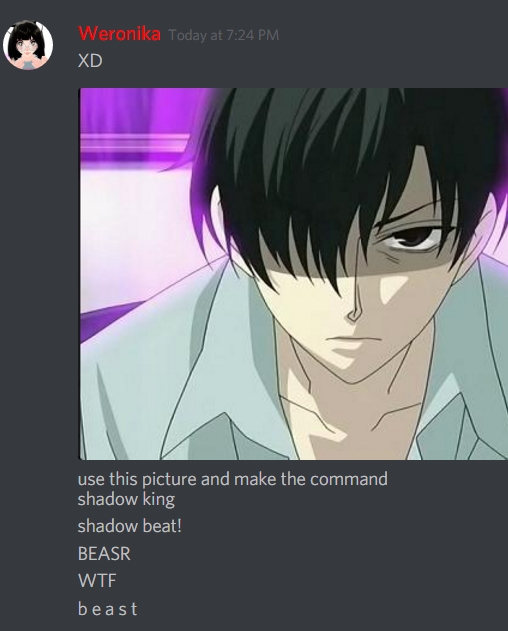 Weronika Today at 7:24 PM
XD
use this picture and make the command
shadow king
shadow beat!
BEASR
WTF
b e a s t